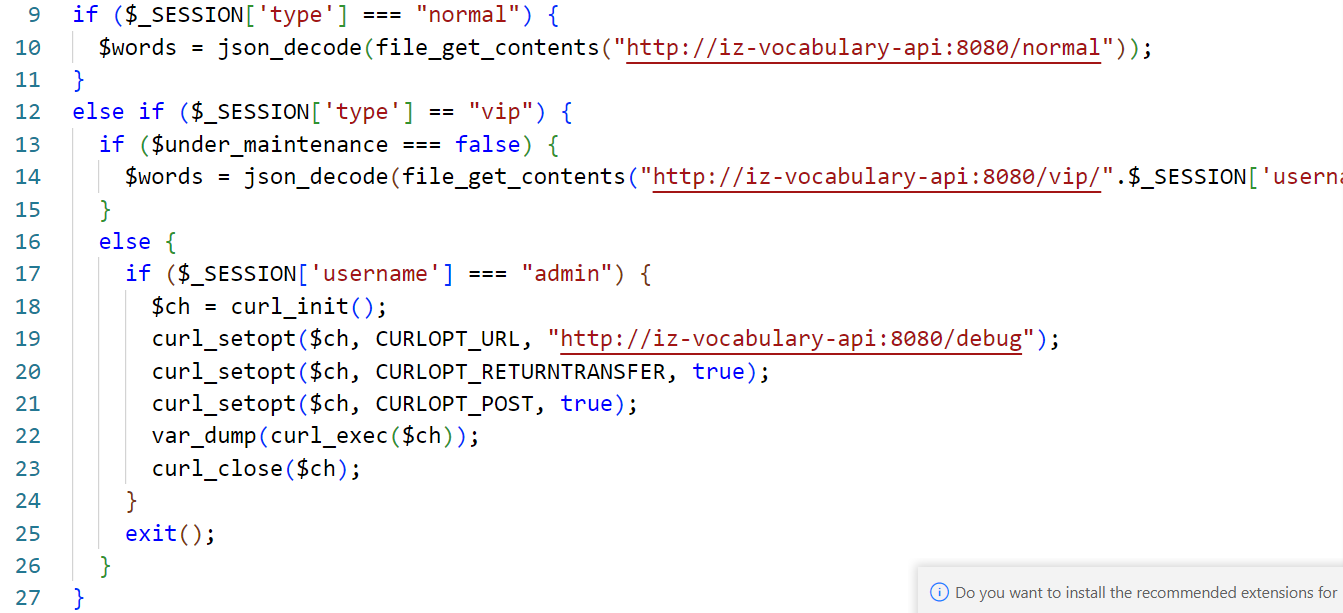 9 if ($_SESSION['type'] === "normal") {
10 $words = json_decode(file_get_contents("http://iz-vocabulary-api:8080/normal"));
11 }
12 else if ($_SESSION['type'] == "vip") {
13 if ($under_maintenance === false) {
14 $words = json_decode(file_get_contents("http://iz-vocabulary-api:8080/vip/".$_SESSION['userna
15 }
16 else {
17 if ($_SESSION['username'] === "admin") {
18 $ch = curl_init();
19 curl_setopt($ch, CURLOPT_URL, "http://iz-vocabulary-api:8080/debug");
20 curl_setopt($ch, CURLOPT_RETURNTRANSFER, true);
21 curl_setopt($ch, CURLOPT_POST, true);
22 var_dump(curl_exec($ch));
23 curl_close($ch);
24 }
25 exit();
26 }
27 }
Do you want to install the recommended extensions for